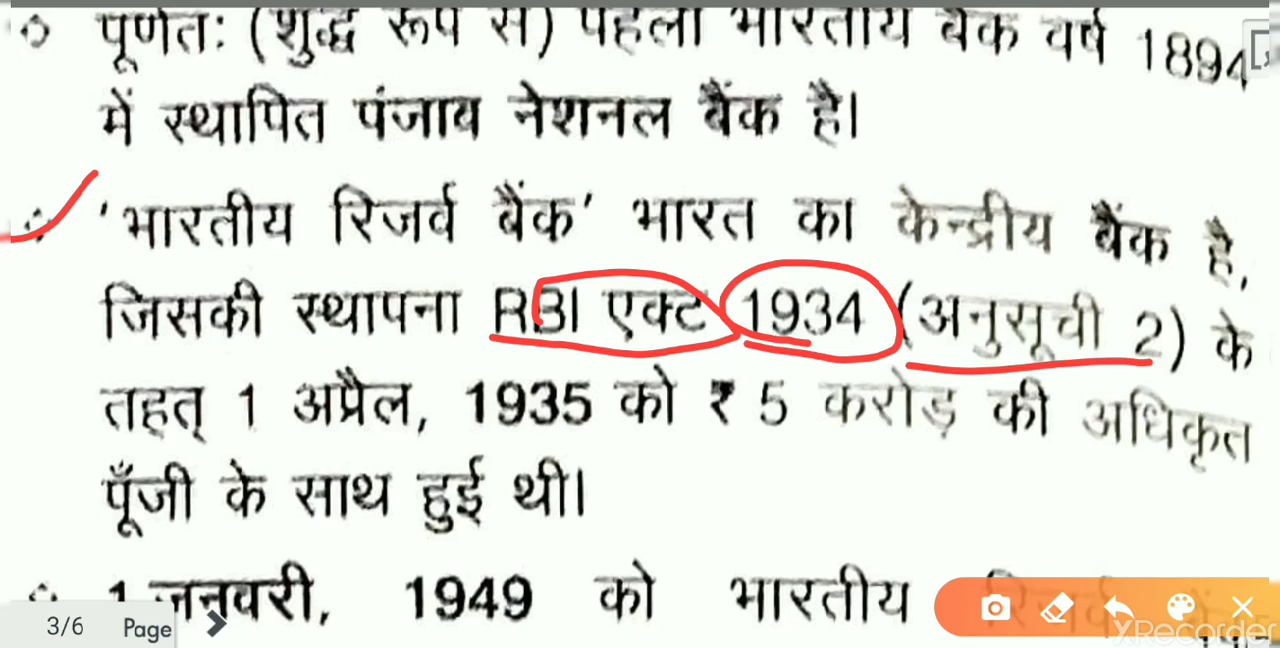 पूर्णतः (शुद्ध रूप से) पहला भारतीय बैंक वर्ष 1894
में स्थापित पंजाब नेशनल बैंक है।
'भारतीय रिजर्व बैंक' भारत का केन्द्रीय बैंक है,
जिसकी स्थापना RBI एक्ट 1934 (अनुसूची 2) के
तहत् 1 अप्रैल, 1935 को ₹ 5 करोड़ की अधिकृत
पूँजी के साथ हुई थी।
1 जनवरी, 1949 को भारतीय
3/6 Page
XRecorder